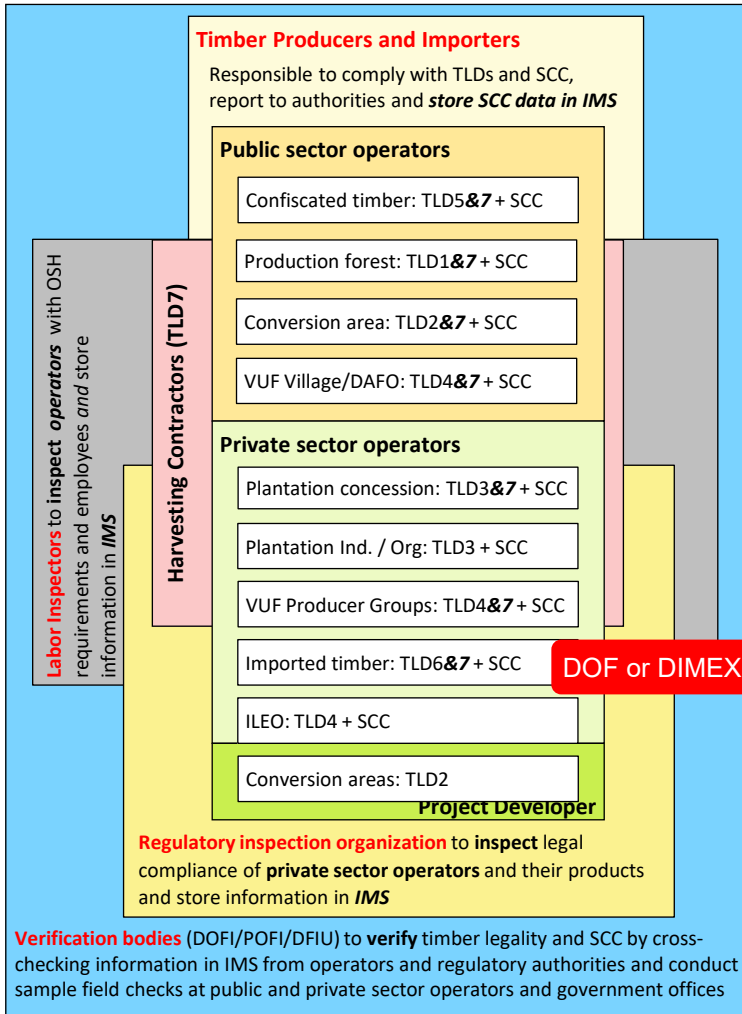 Timber Producers and Importers
Responsible to comply with TLDs and SCC,
report to authorities and store SCC data in IMS
Public sector operators
Confiscated timber: TLD5&7 + SCC
Production forest: TLD1&7 + SCC
Conversion area: TLD2&7 + SCC
VUF Village/DAFO: TLD4&7 + SCC
Labor Inspectors to inspect operators with OSH
requirements and employees and store
information in IMS
Harvesting Contractors (TLD7)
Private sector operators
Plantation concession: TLD3&7 + SCC
Plantation Ind. / Org: TLD3 + SCC
VUF Producer Groups: TLD4&7 + SCC
Imported timber: TLD6&7 + SCC
DOF or DIMEX
ILEO: TLD4 + SCC
Conversion areas: TLD2
Project Developer
Regulatory inspection organization to inspect legal
compliance of private sector operators and their products
and store information in IMS
Verification bodies (DOFI/POFI/DFIU) to verify timber legality and SCC by cross-
checking information in IMS from operators and regulatory authorities and conduct
sample field checks at public and private sector operators and government offices